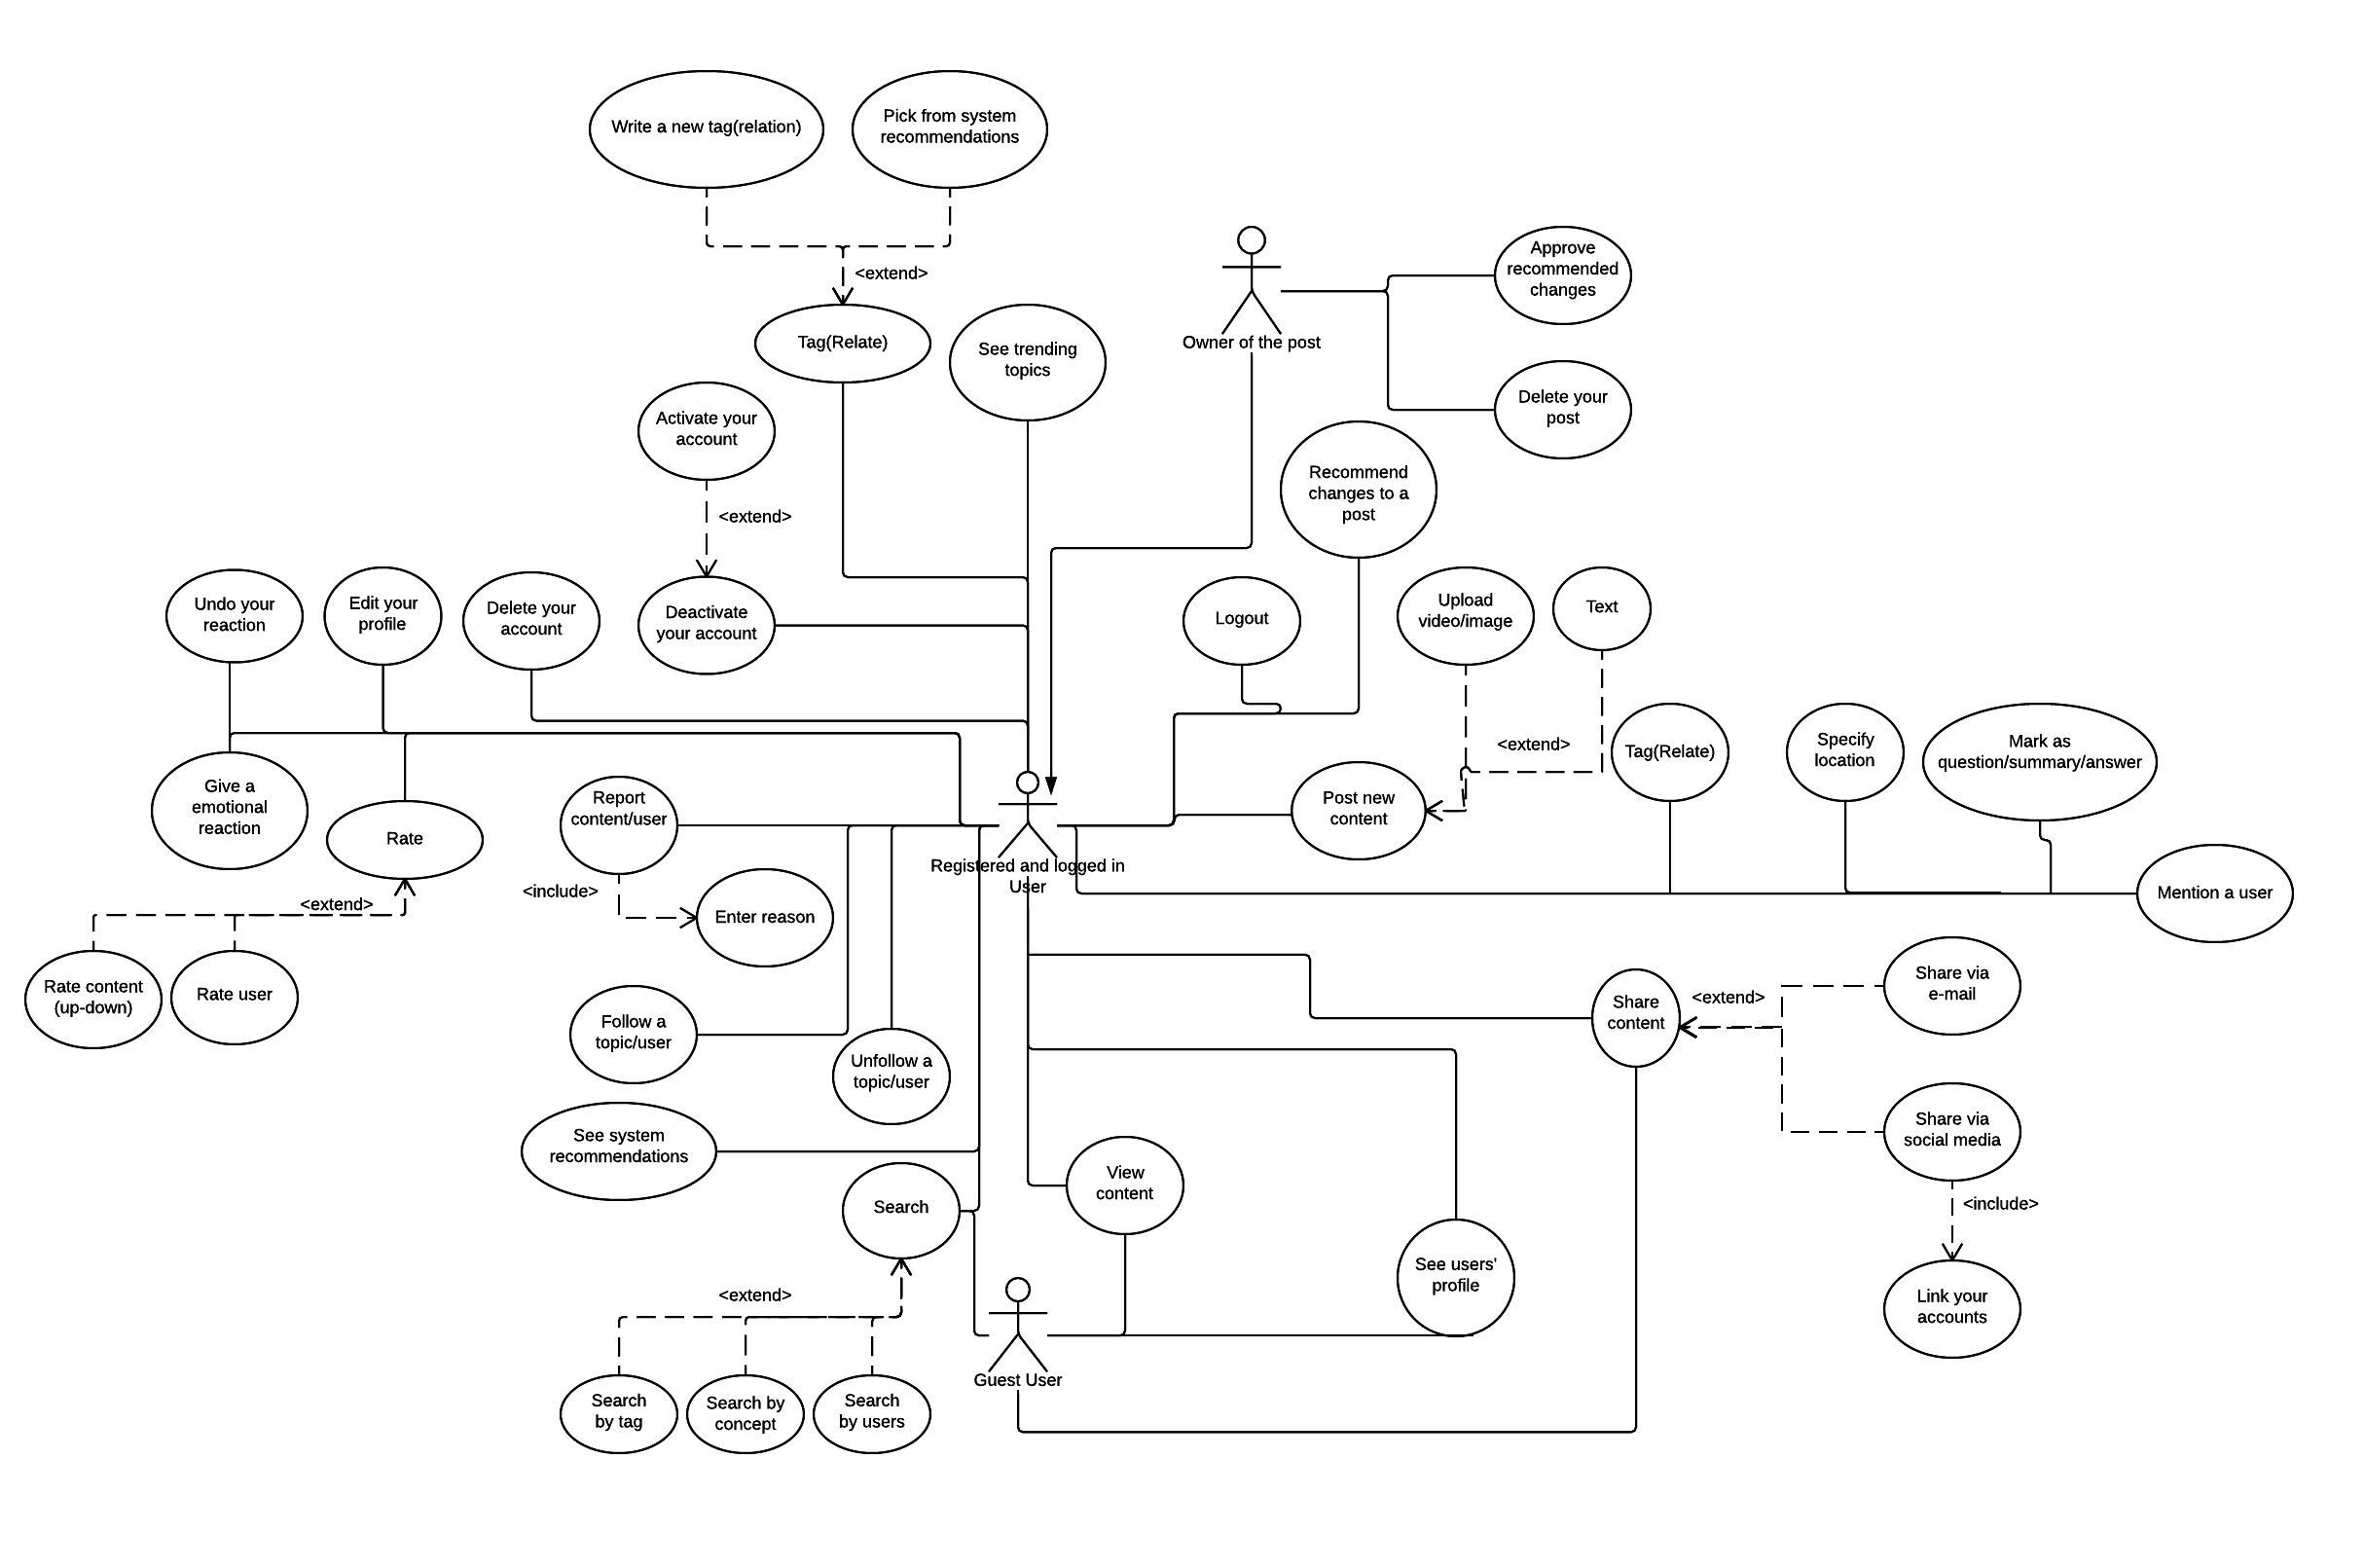 Write a new tag(relation)
Pick from system
recommendations
<extend>
Tag(Relate)
See trending
topics
Owner of the post
Approve
recommended
changes
Delete your
post
Activate your
account
<extend>
Recommend
changes to a
post
Undo your
reaction
Edit your
profile
Delete your
account
Deactivate
your account
Logout
Upload
video/image
Text
<extend>
Tag(Relate)
Specify
location
Mark as
question/summary/answer
Give a
emotional
reaction
Rate
Report
content/user
Post new
content
Registered and logged in
User
Mention a user
<include>
Enter reason
<extend>
Rate content
(up-down)
Rate user
Follow a
topic/user
Unfollow a
topic/user
Share
content
<extend>
Share via
e-mail
Share via
social media
See system
recommendations
Search
View
content
<include>
See users'
profile
Link your
accounts
<extend>
Guest User
Search
by tag
Search by
concept
Search
by users